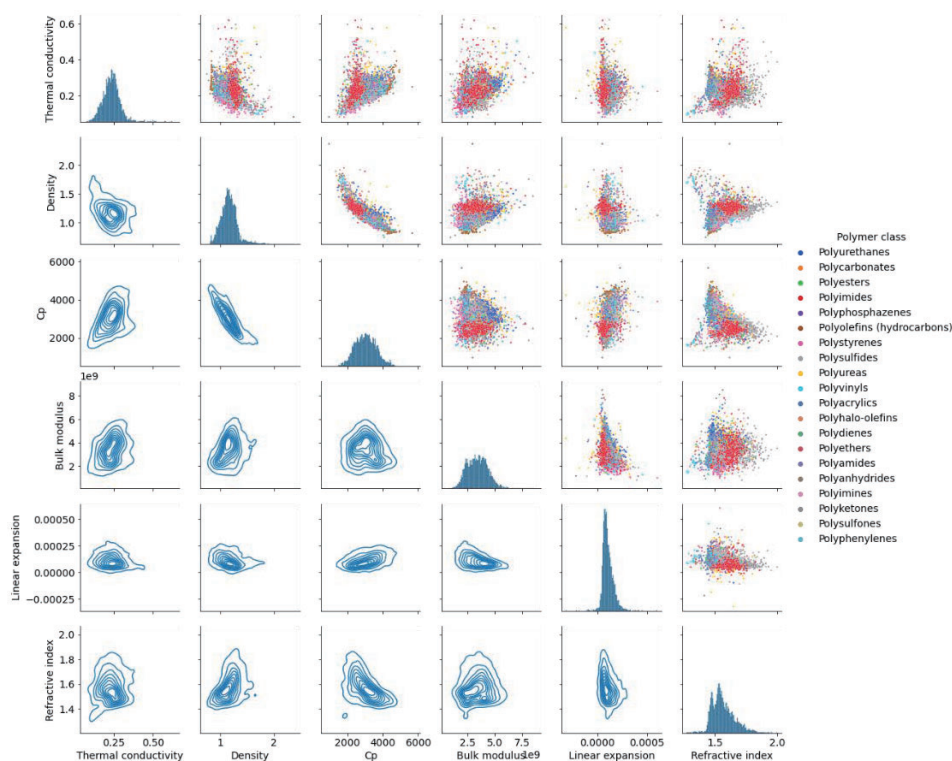 0.6
0.4
0.2
Thermal conductivity
2.0
1.5
1.0
Density
6000
4000
2000
Cp
1e9
8
6
4
2
Bulk modulus
0.00050
0.00025
0.00000
−0.00025
Linear expansion
2.0
1.8
1.6
1.4
Refractive index
0.25 0.50
Thermal conductivity
1 2
Density
2000 4000 6000
Cp
2.5 5.0 7.5
1e9
Bulk modulus
0.0000 0.0005
Linear expansion
1.5 2.0
Refractive index
Polymer class
Polyurethanes
Polycarbonates
Polyesters
Polyimides
Polyphosphazenes
Polyolefins (hydrocarbons)
Polystyrenes
Polysulfides
Polyureas
Polyvinyls
Polyacrylics
Polyhalo-olefins
Polydienes
Polyethers
Polyamides
Polyanhydrides
Polyimines
Polyketones
Polysulfones
Polyphenylenes